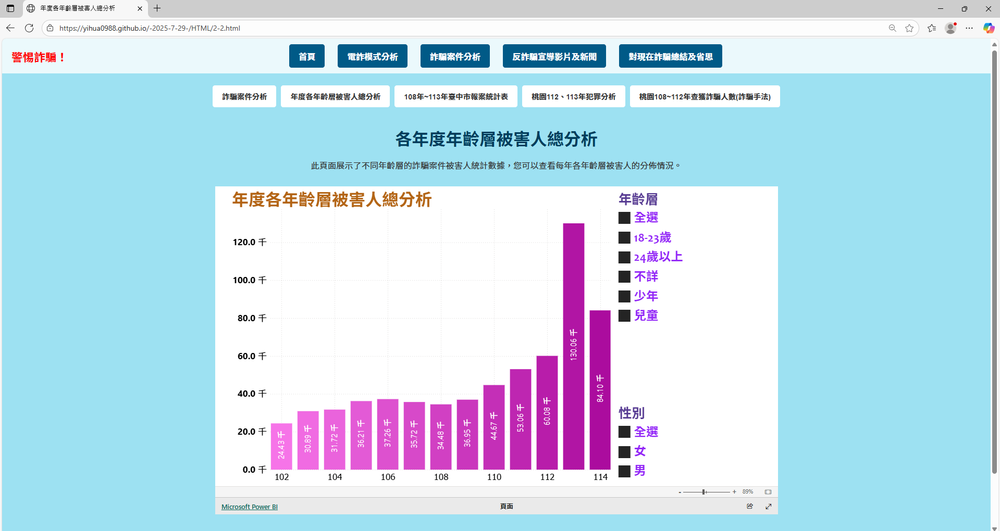 年度各年齡層被害人總分析
https://yihua0988.github.io/-2025-7-29-/HTML/2-2.html
警惕詐騙！
首頁
電詐模式分析
詐騙案件分析
反詐騙宣導影片及新聞
對現在詐騙總結及省思
詐騙案件分析
年度各年齡層被害人總分析
108年~113年臺中市報案統計表
桃園112、113年犯罪分析
桃園108~112年查獲詐騙人數(詐騙手法)
各年度年齡層被害人總分析
此頁面展示了不同年齡層的詐騙案件被害人統計數據，您可以查看每年各年齡層被害人的分佈情況。
年度各年齡層被害人總分析
120.0 千
100.0 千
80.0 千
60.0 千
40.0 千
20.0 千
0.0 千
24.43 千
30.89 千
31.72 千
36.21 千
37.26 千
35.72 千
34.48 千
36.95 千
44.67 千
53.06 千
60.08 千
130.06 千
84.10 千
102
104
106
108
110
112
114
年齡層
全選
18-23歲
24歲以上
不詳
少年
兒童
性別
全選
女
男
- + 89%
Microsoft Power BI
頁面